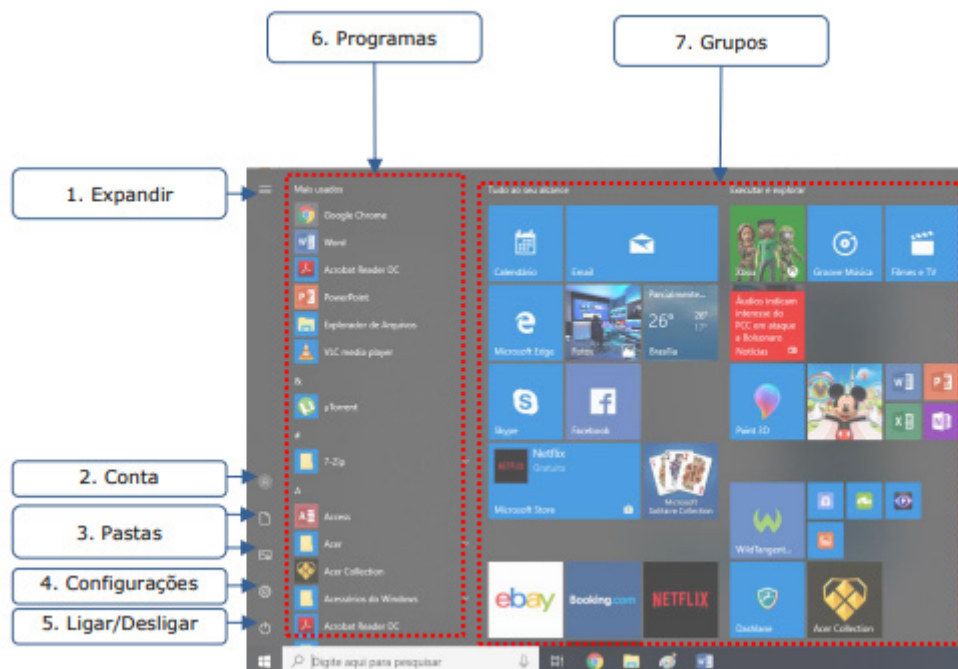 6. Programas
7. Grupos
1. Expandir
2. Conta
3. Pastas
4. Configurações
5. Ligar/Desligar
Mais usados
Google Chrome
Word
Acrobat Reader DC
PowerPoint
Explorador de Arquivos
VLC media player
&
µTorrent
#
7-Zip
A
Access
Acer
Acer Collection
Acessórios do Windows
Acrobat Reader DC
Tudo ao seu alcance
Executar e explorar
Calendário
Email
Xbox
Groove Música
Filmes e TV
Microsoft Edge
Fotos
Parcialmente...
26°
26°
17°
Brasília
Áudios indicam
interesse do
PCC em ataque
a Bolsonaro
Notícias
Skype
Facebook
Paint 3D
Netflix
Gratuito
NETFLIX
Microsoft Store
Microsoft
Solitaire Collection
WildTangent...
ebay
Booking.com
NETFLIX
Dashlane
Acer Collection
Digite aqui para pesquisar